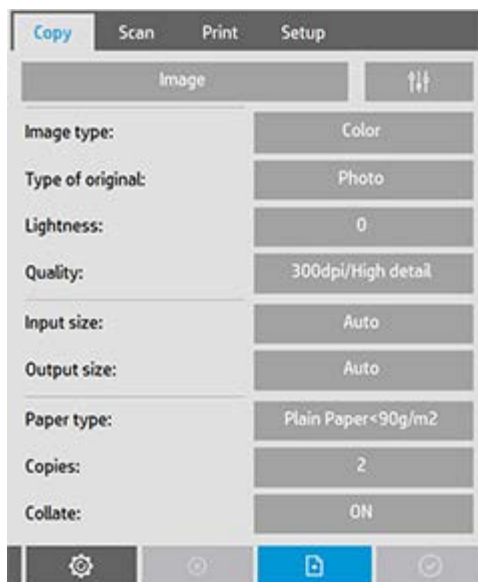 Copy Scan Print Setup
Image
Image type: Color
Type of original: Photo
Lightness: 0
Quality: 300dpi/High detail
Input size: Auto
Output size: Auto
Paper type: Plain Paper<90g/m2
Copies: 2
Collate: ON